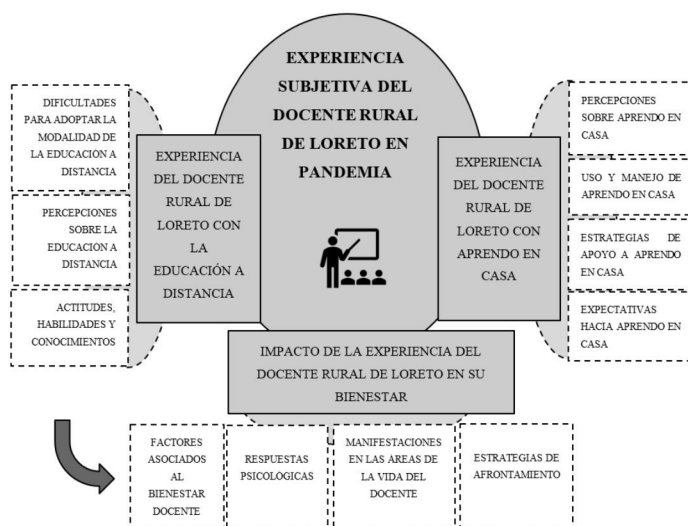 EXPERIENCIA
SUBJETIVA DEL
DOCENTE RURAL
DE LORETO EN
PANDEMIA
DIFICULTADES
PARA ADOPTAR LA
MODALIDAD DE
LA EDUCACIÓN A
DISTANCIA
PERCEPCIONES
SOBRE LA
EDUCACIÓN A
DISTANCIA
ACTITUDES,
HABILIDADES Y
CONOCIMIENTOS
EXPERIENCIA
DEL DOCENTE
RURAL DE
LORETO CON
LA
EDUCACIÓN A
DISTANCIA
EXPERIENCIA
DEL DOCENTE
RURAL DE
LORETO CON
APRENDO EN
CASA
PERCEPCIONES
SOBRE APRENDO EN
CASA
USO Y MANEJO DE
APRENDO EN CASA
ESTRATEGIAS DE
APOYO A APRENDO
EN CASA
EXPECTATIVAS
HACIA APRENDO EN
CASA
IMPACTO DE LA EXPERIENCIA DEL
DOCENTE RURAL DE LORETO EN SU
BIENESTAR
FACTORES
ASOCIADOS
AL
BIENESTAR
DOCENTE
RESPUESTAS
PSICOLÓGICAS
MANIFESTACIONES
EN LAS AREAS DE
LA VIDA DEL
DOCENTE
ESTRATEGIAS DE
AFRONTAMIENTO